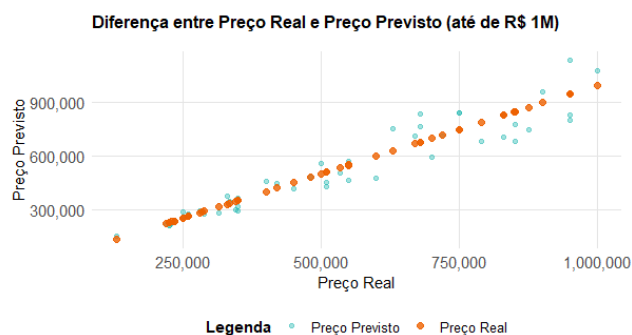 Diferença entre Preço Real e Preço Previsto (até de R$ 1M)
Preço Previsto
900,000
600,000
300,000
250,000 500,000 750,000 1,000,000
Preço Real
Legenda Preço Previsto Preço Real